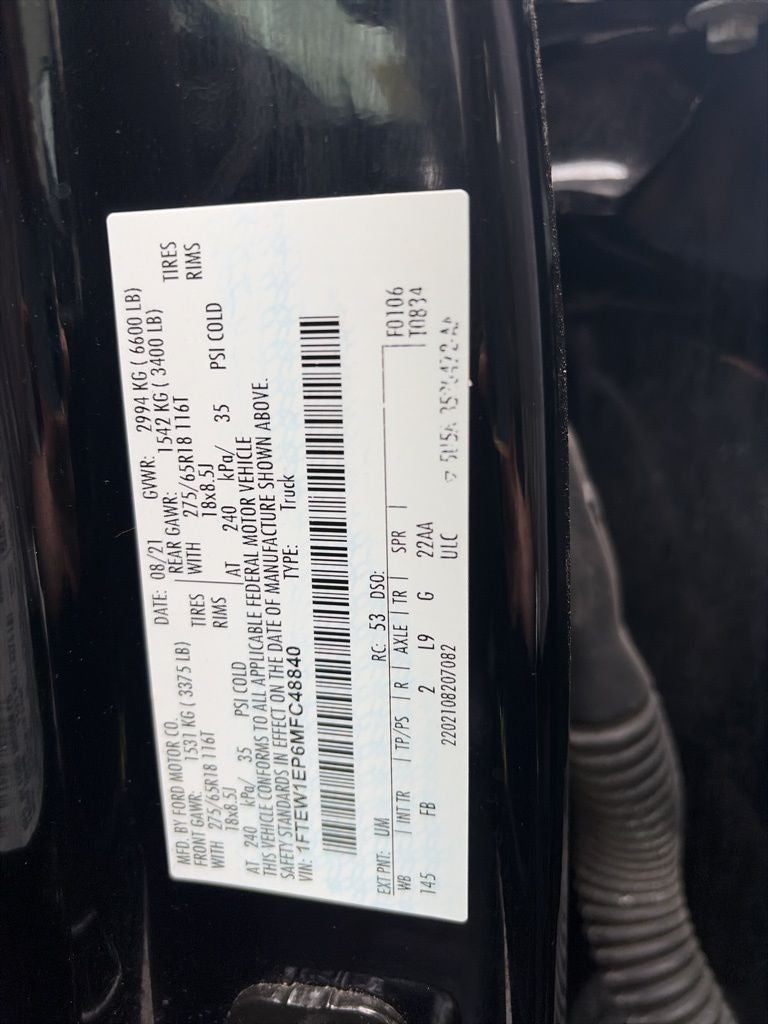 MFD. BY FORD MOTOR CO.
DATE: 08/21 GVWR: 2994 KG ( 6600 LB)
FRONT GAWR: 1531 KG ( 3375 LB) REAR GAWR: 1542 KG ( 3400 LB)
WITH 275/65R18 116T TIRES WITH 275/65R18 116T TIRES
18x8.5J RIMS 18x8.5J RIMS
AT 240 kPa/ 35 PSI COLD AT 240 kPa/ 35 PSI COLD
THIS VEHICLE CONFORMS TO ALL APPLICABLE FEDERAL MOTOR VEHICLE
SAFETY STANDARDS IN EFFECT ON THE DATE OF MANUFACTURE SHOWN ABOVE.
VIN: 1FTEW1EP6MFC48840 TYPE: Truck
EXT PNT: UM RC: 53 DSO:
WB | INT TR | TP/PS | R | AXLE | TR | SPR | F0106
145 FB 2 L9 G 22AA T0834
2202108207082 ULC